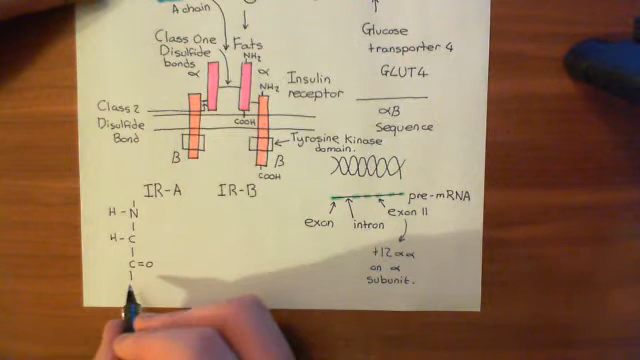 A chain
Class One
Disulfide
bonds
Fats
NH2
α
α
NH2
Insulin
receptor
Class 2
Disulfide
Bond
COOH
Tyrosine Kinase
domain.
β
β
COOH
IR-A
IR-B
H-N
H-C
C=O
Glucose
transporter 4
GLUT4
αβ
Sequence
pre-mRNA
exon
intron
exon 11
+12 aa
on α
subunit.